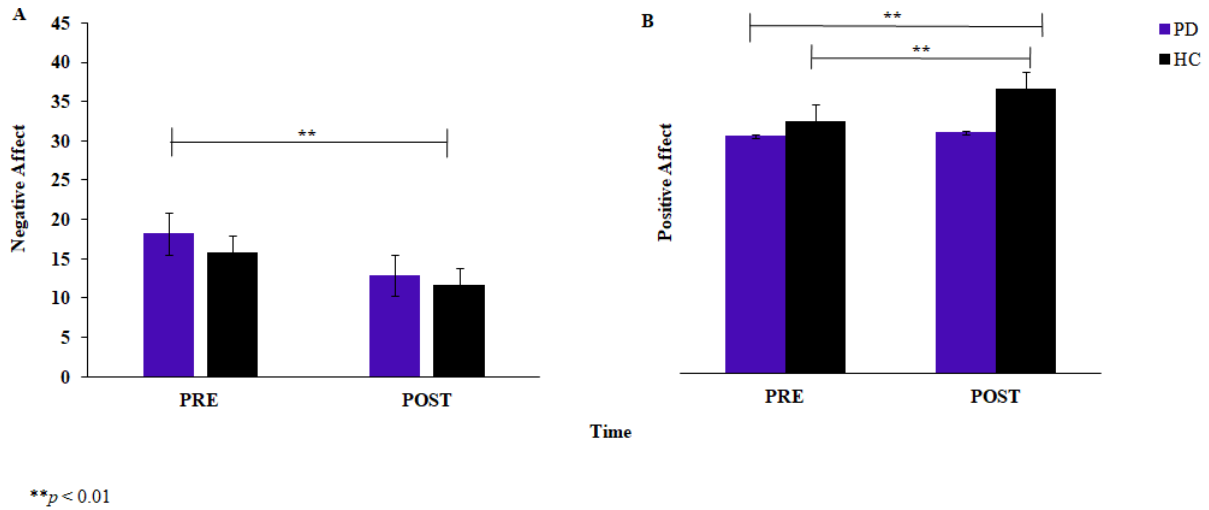 A
45
40
35
30
25
20
15
10
5
0
Negative Affect
**
PRE
POST
B
**
**
Positive Affect
PRE
POST
PD
HC
Time
**p < 0.01